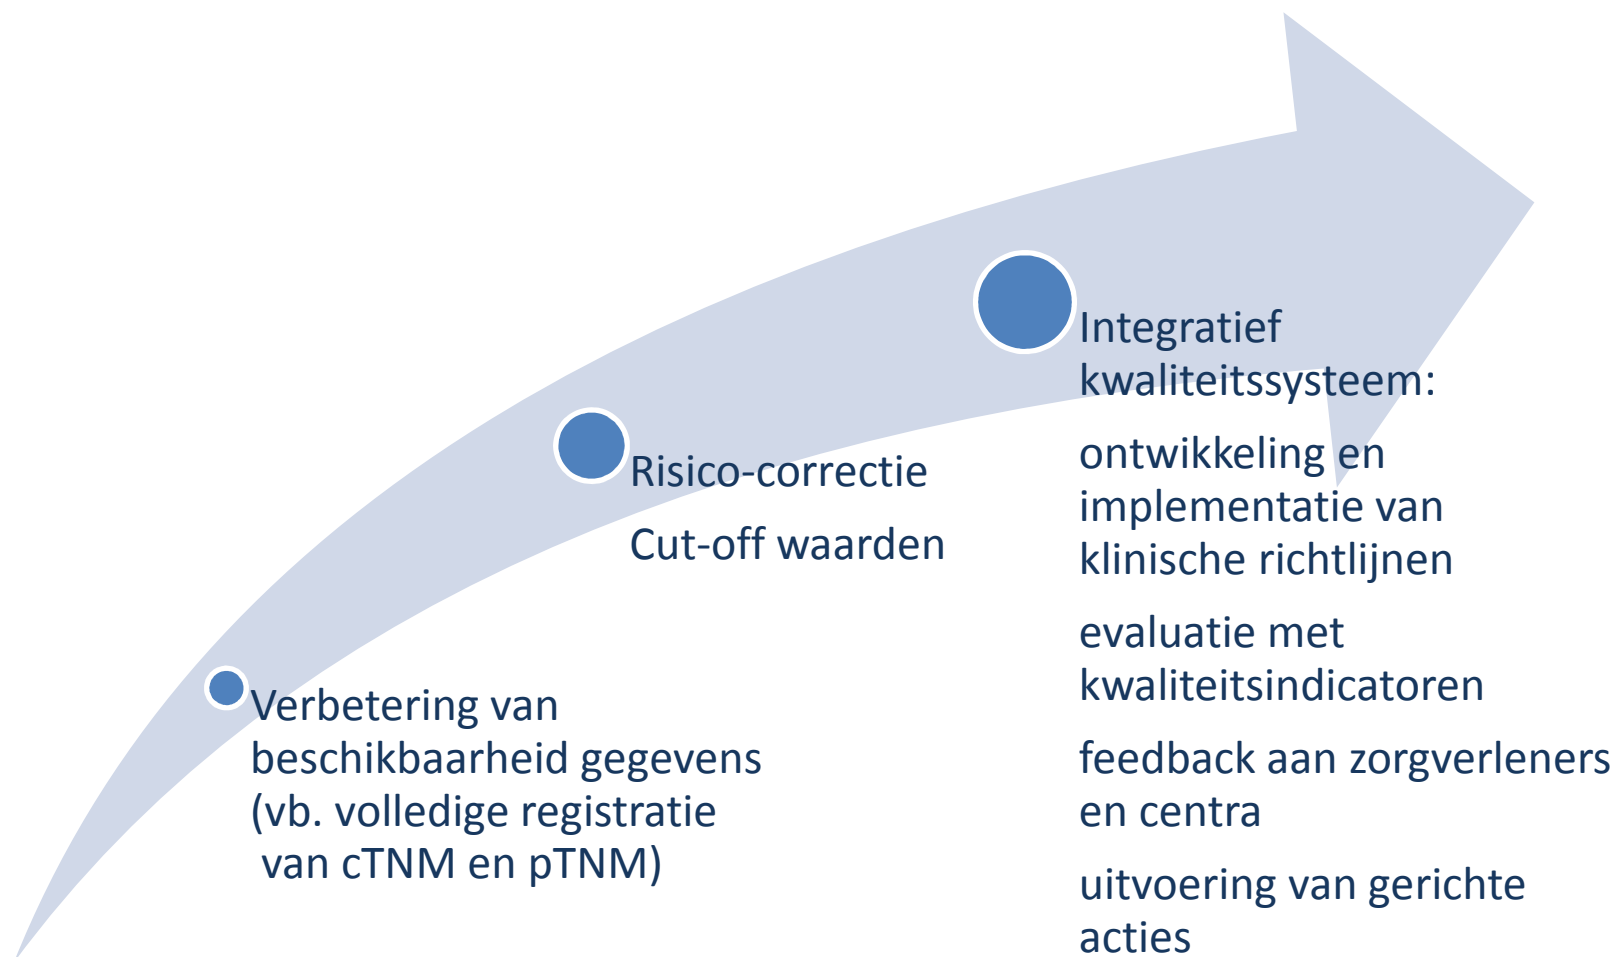 Verbetering van
beschikbaarheid gegevens
(vb. volledige registratie
van cTNM en pTNM)
Risico-correctie
Cut-off waarden
Integratief
kwaliteitssysteem:
ontwikkeling en
implementatie van
klinische richtlijnen
evaluatie met
kwaliteitsindicatoren
feedback aan zorgverleners
en centra
uitvoering van gerichte
acties